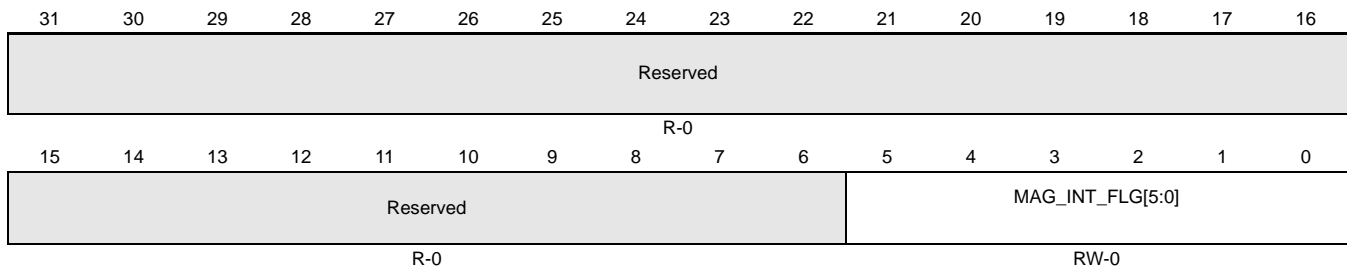 31 30 29 28 27 26 25 24 23 22 21 20 19 18 17 16
Reserved
R-0
15 14 13 12 11 10 9 8 7 6 5 4 3 2 1 0
Reserved MAG_INT_FLG[5:0]
R-0 RW-0